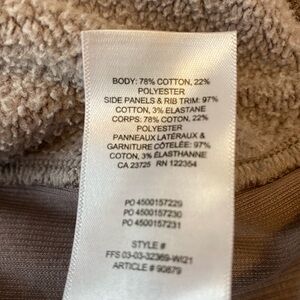 BODY: 78% COTTON, 22%
POLYESTER
SIDE PANELS & RIB TRIM: 97%
COTTON, 3% ELASTANE
CORPS: 78% COTON, 22%
POLYESTER
PANNEAUX LATÉRAUX &
GARNITURE CÔTELÉE: 97%
COTON, 3% ÉLASTHANNE
CA 23725 RN 122354
PO 4500157229
PO 4500157230
PO 4500157231
STYLE #
FFS 03-03-32369-WI21
ARTICLE # 90879